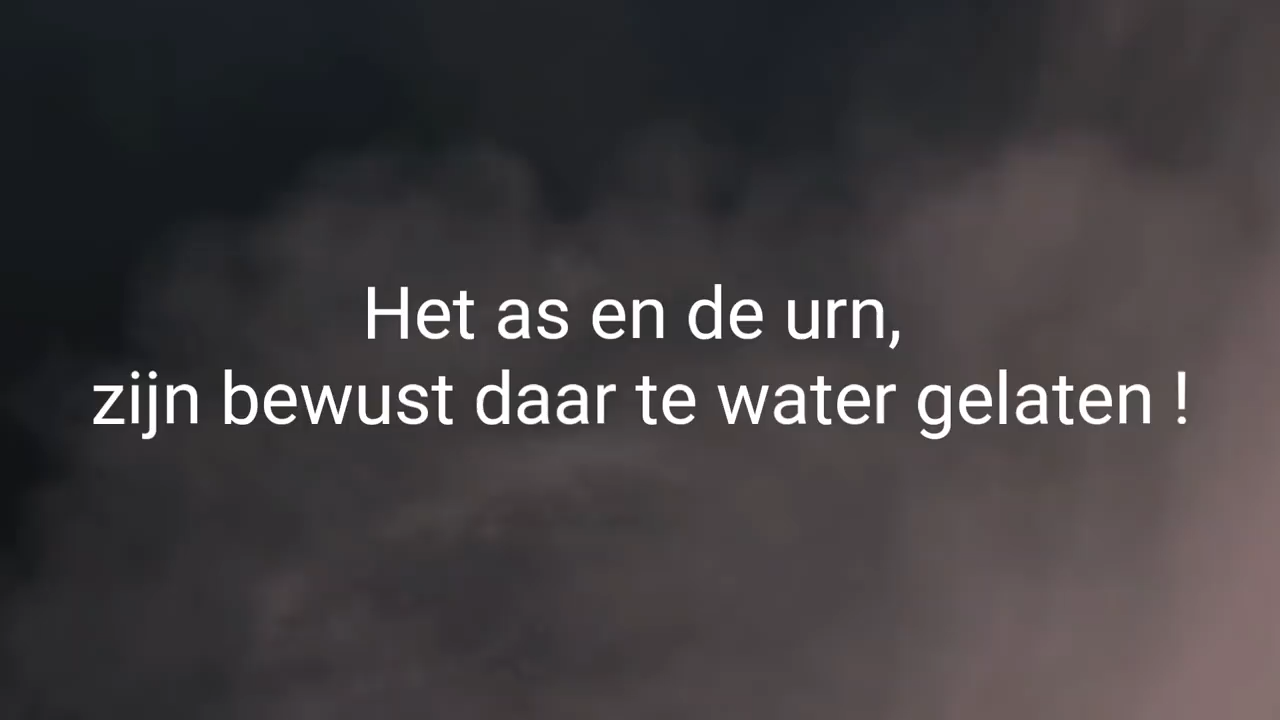 Het as en de urn,
zijn bewust daar te water gelaten !